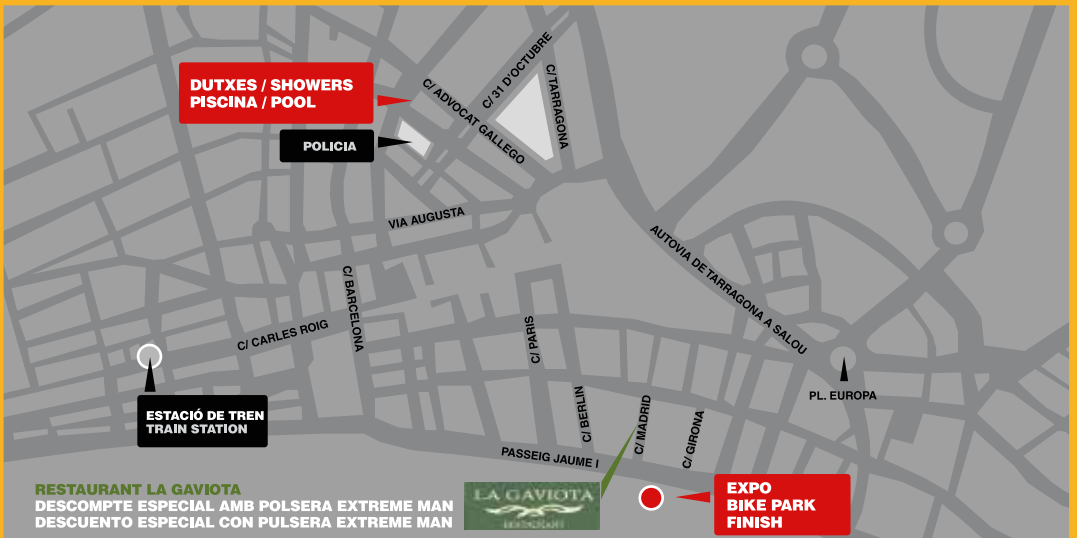 DUTXES / SHOWERS
PISCINA / POOL
POLICIA
C/ ADVOCAT GALLEGO
C/ 31 D'OCTUBRE
C/ TARRAGONA
VIA AUGUSTA
AUTOVIA DE TARRAGONA A SALOU
C/ BARCELONA
C/ CARLES ROIG
C/ PARIS
PL. EUROPA
ESTACIÓ DE TREN
TRAIN STATION
C/ BERLIN
C/ MADRID
C/ GIRONA
PASSEIG JAUME I
RESTAURANT LA GAVIOTA
DESCOMPTE ESPECIAL AMB POLSERA EXTREME MAN
DESCUENTO ESPECIAL CON PULSERA EXTREME MAN
LA GAVIOTA
RESTAURANT
EXPO
BIKE PARK
FINISH